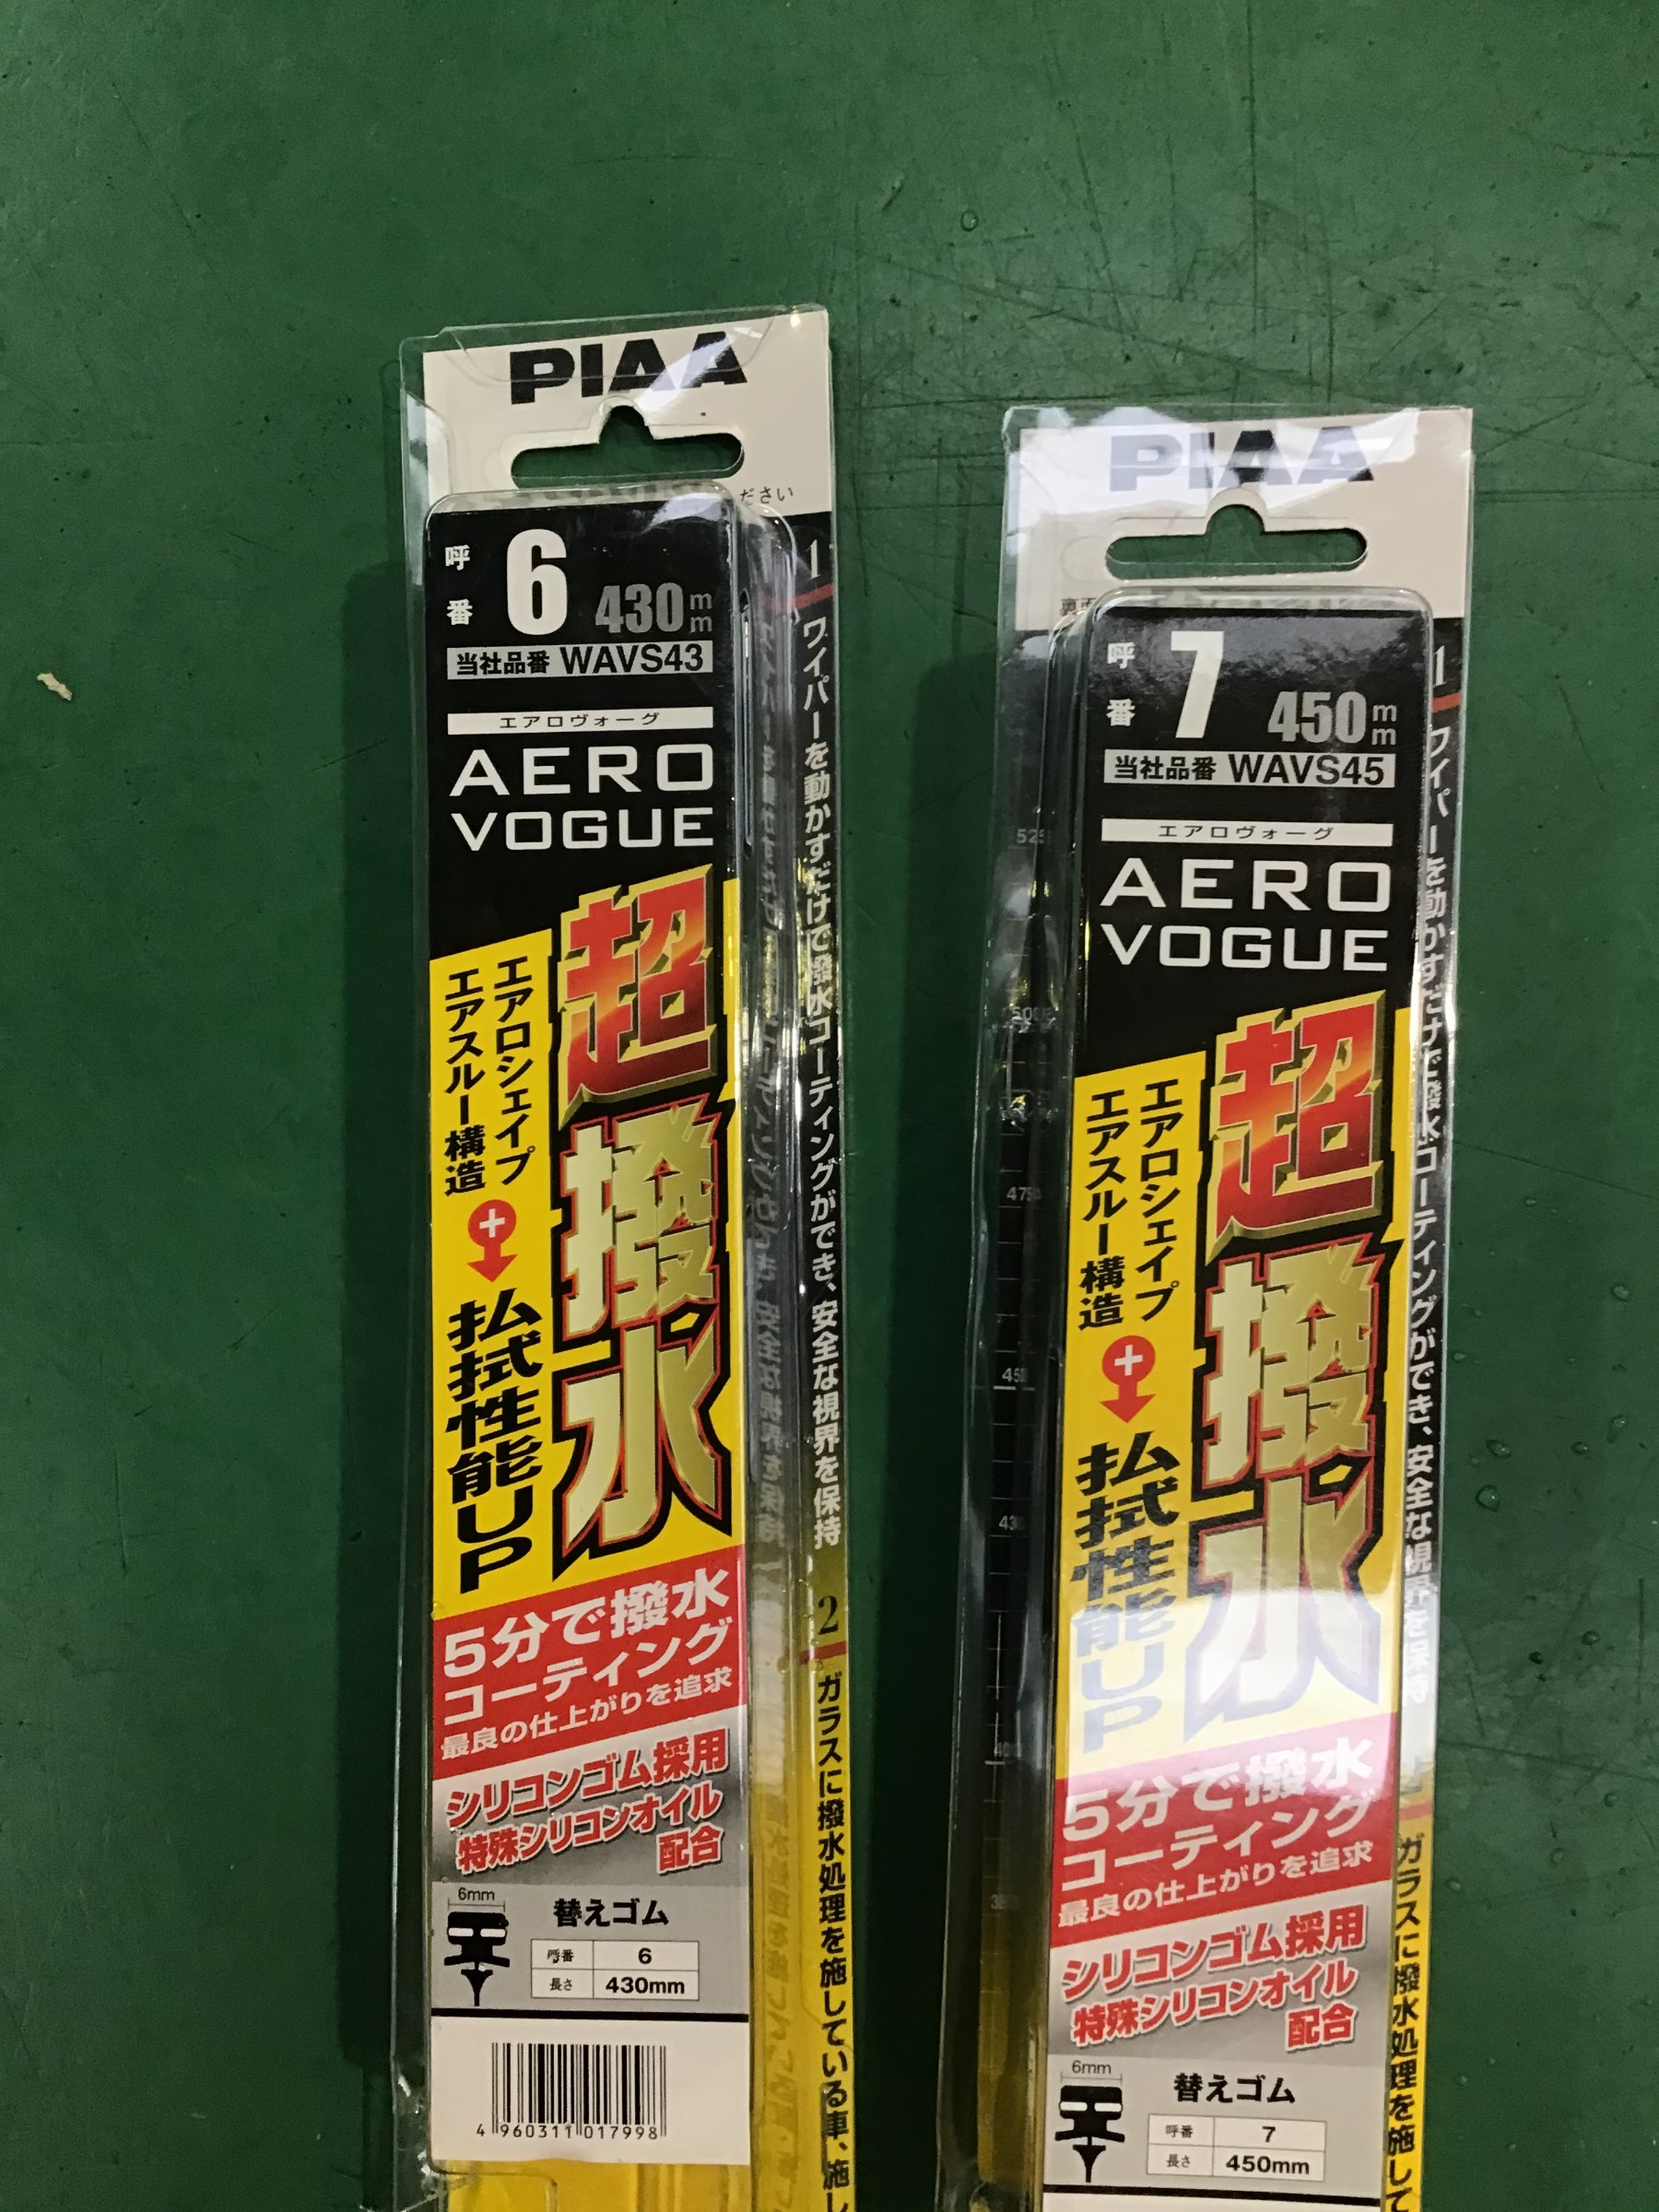 PIAA
ださい
呼番 6 430mm
当社品番 WAVS43
エアロヴォーグ
AERO
VOGUE
超撥水
エアロシェイプ
エアスルー構造
+
払拭性能UP
5分で撥水
コーティング
最良の仕上がりを追求
シリコンゴム採用
特殊シリコンオイル
配合
6mm
替えゴム
呼番 6
長さ 430mm
4 960311 017998
1
ワイパーを動かすだけで撥水コーティングができ、安全な視界を保持
2
ガラスに撥水処理を施している車、施し
PIAA
裏面
呼番 7 450mm
当社品番 WAVS45
エアロヴォーグ
AERO
VOGUE
超撥水
エアロシェイプ
エアスルー構造
+
払拭性能UP
5分で撥水
コーティング
最良の仕上がりを追求
シリコンゴム採用
特殊シリコンオイル
配合
6mm
替えゴム
呼番 7
長さ 450mm
1
ワイパーを動かすだけで撥水コーティングができ、安全な視界を保持
ガラスに撥水処理を施して
525
500
475
450